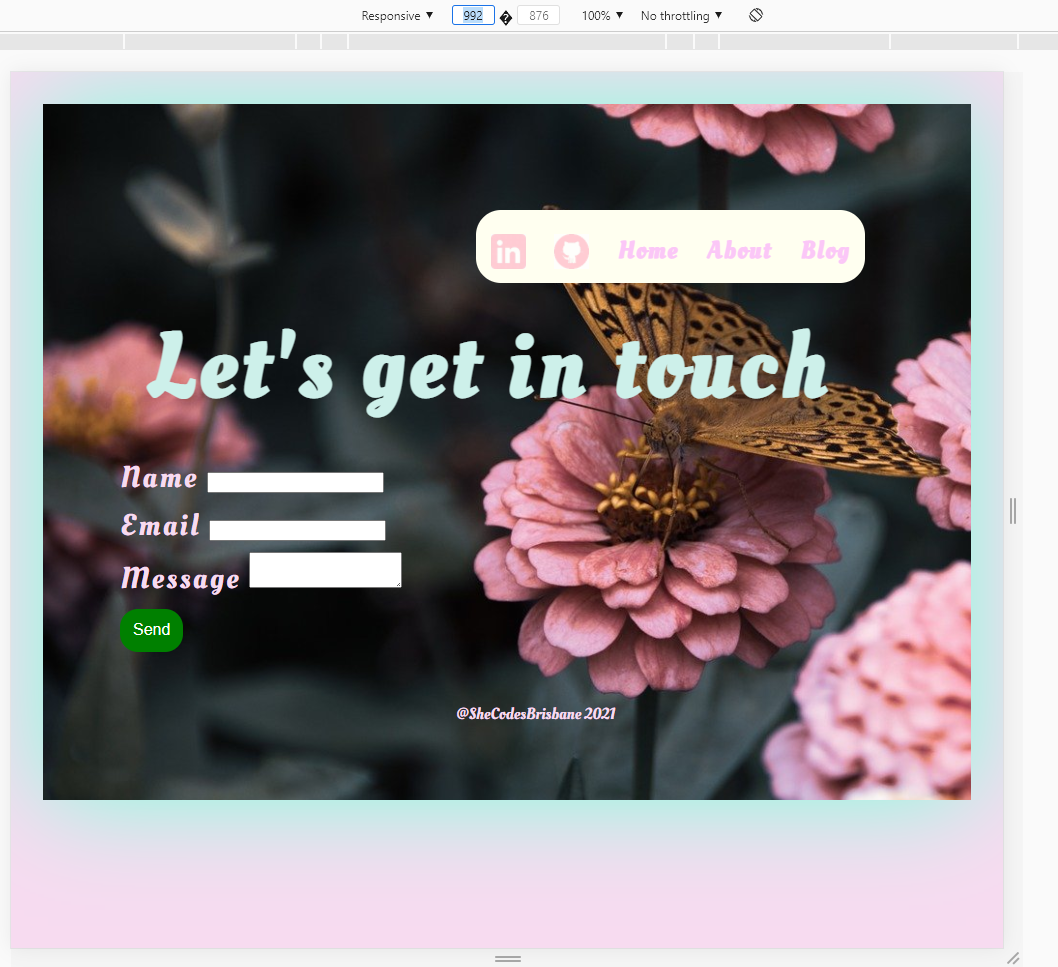 Responsive ▼ 992 � 876 100% ▼ No throttling ▼
in Home About Blog
Let's get in touch
Name
Email
Message
Send
@SheCodesBrisbane 2021